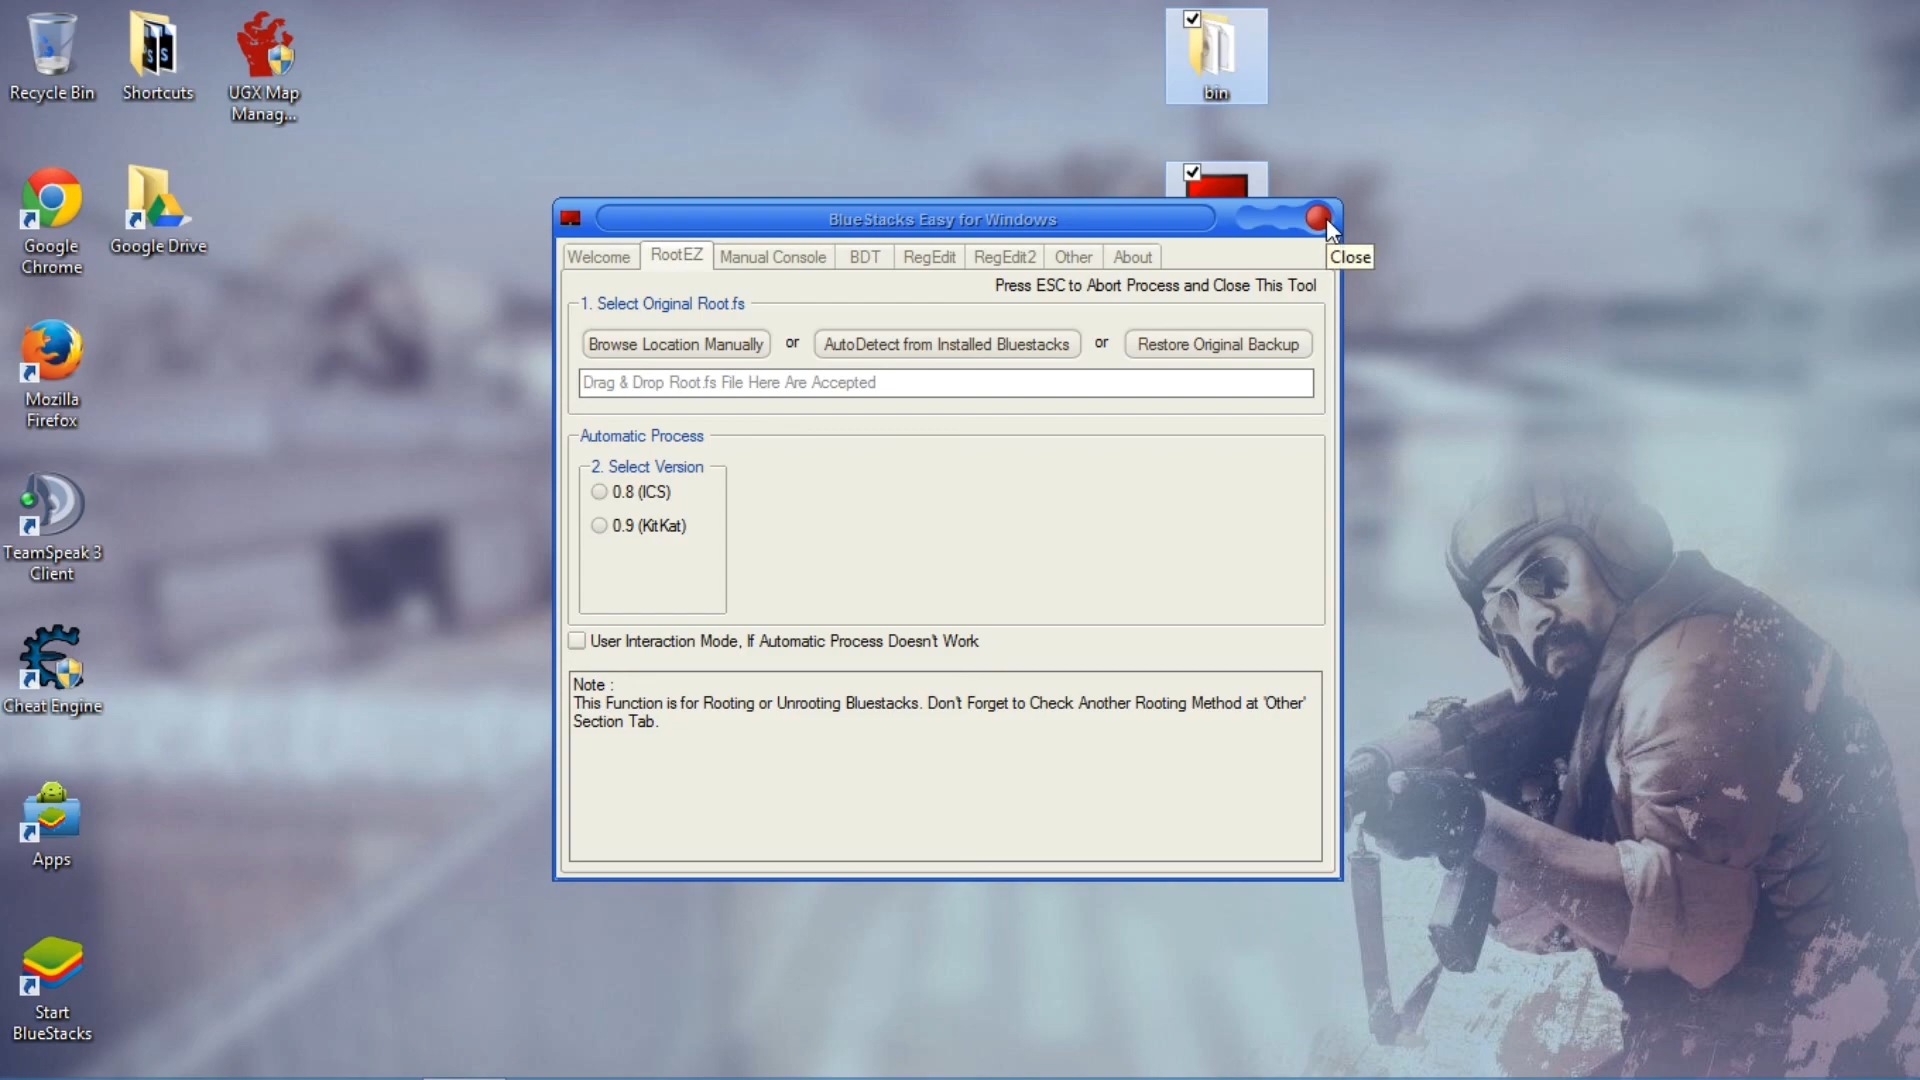 Recycle Bin
Shortcuts
UGX Map
Manag...
bin
Google
Chrome
Google Drive
Mozilla
Firefox
TeamSpeak 3
Client
Cheat Engine
Apps
Start
BlueStacks
BlueStacks Easy for Windows
Close
Welcome
RootEZ
Manual Console
BDT
RegEdit
RegEdit2
Other
About
Press ESC to Abort Process and Close This Tool
1. Select Original Root.fs
Browse Location Manually
or
AutoDetect from Installed Bluestacks
or
Restore Original Backup
Drag & Drop Root.fs File Here Are Accepted
Automatic Process
2. Select Version
0.8 (ICS)
0.9 (KitKat)
User Interaction Mode, If Automatic Process Doesn't Work
Note :
This Function is for Rooting or Unrooting Bluestacks. Don't Forget to Check Another Rooting Method at 'Other'
Section Tab.